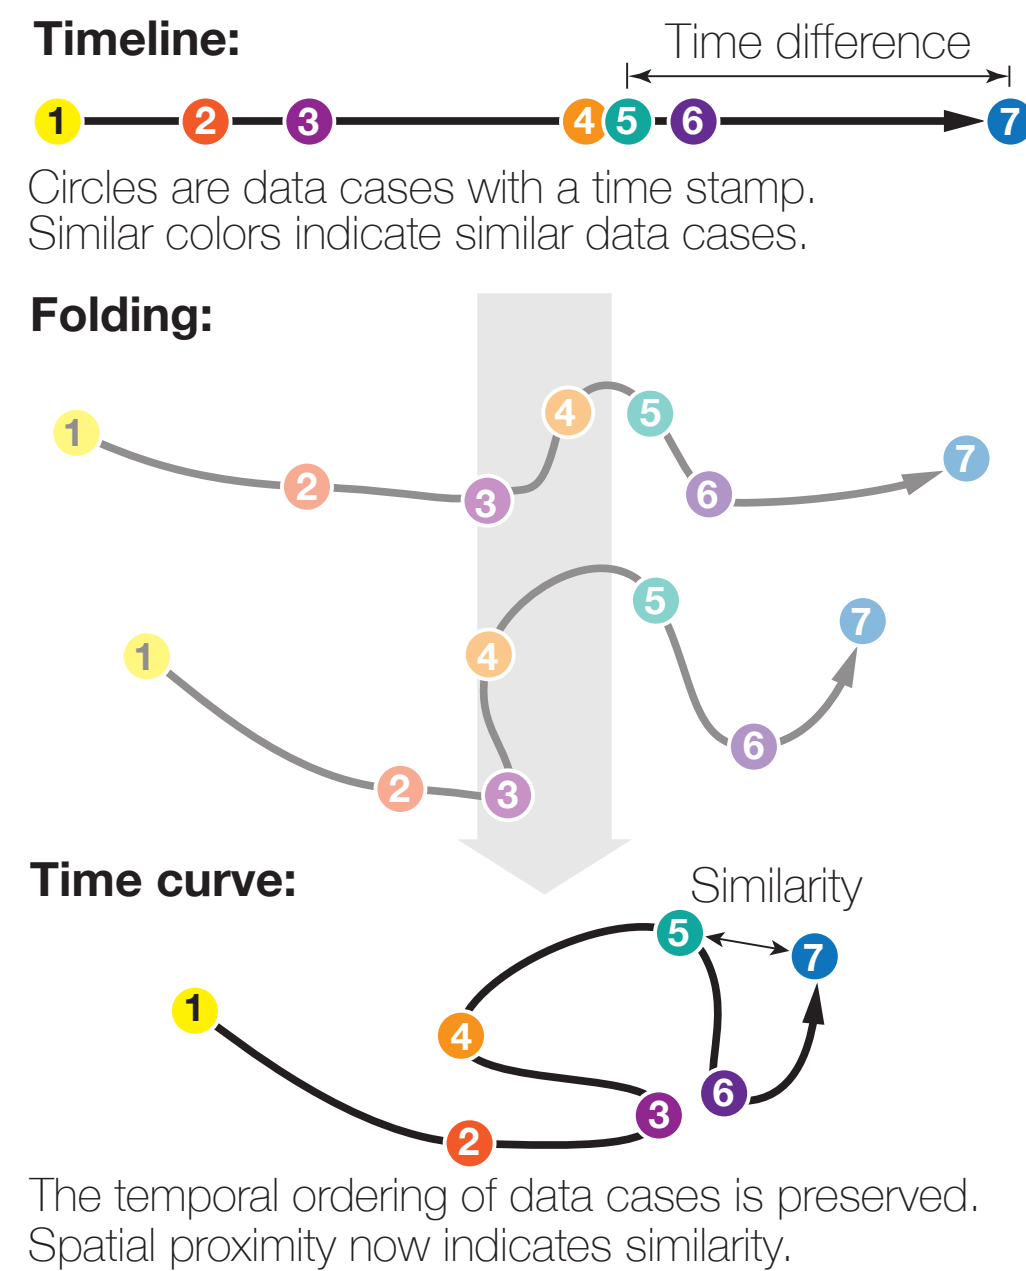 Timeline:
Time difference
1 2 3 4 5 6 7
Circles are data cases with a time stamp.
Similar colors indicate similar data cases.
Folding:
1 2 3 4 5 6 7
1 2 3 4 5 6 7
Time curve:
Similarity
1 2 3 4 5 6 7
The temporal ordering of data cases is preserved.
Spatial proximity now indicates similarity.